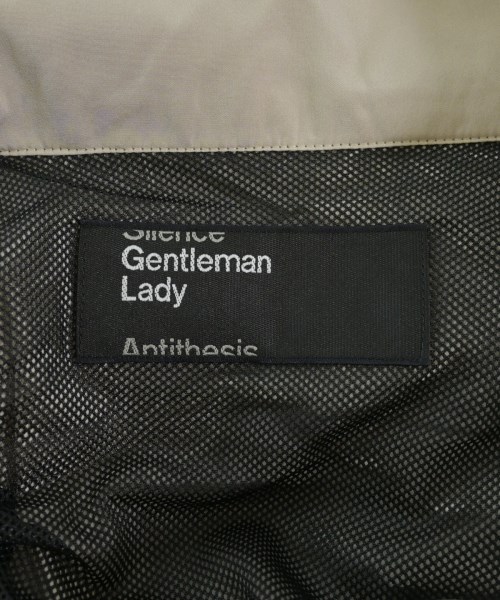 Silence
Gentleman
Lady
Antithesis